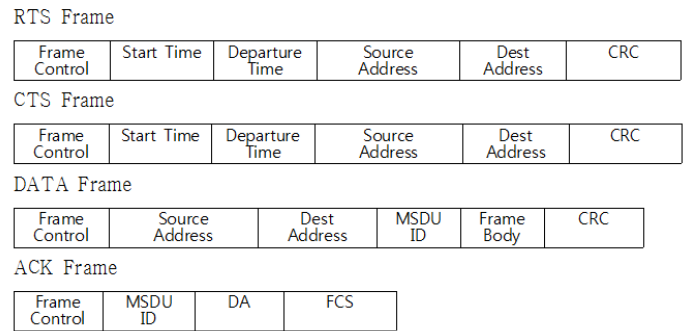 RTS Frame
Frame Control Start Time Departure Time Source Address Dest Address CRC
CTS Frame
Frame Control Start Time Departure Time Source Address Dest Address CRC
DATA Frame
Frame Control Source Address Dest Address MSDU ID Frame Body CRC
ACK Frame
Frame Control MSDU ID DA FCS